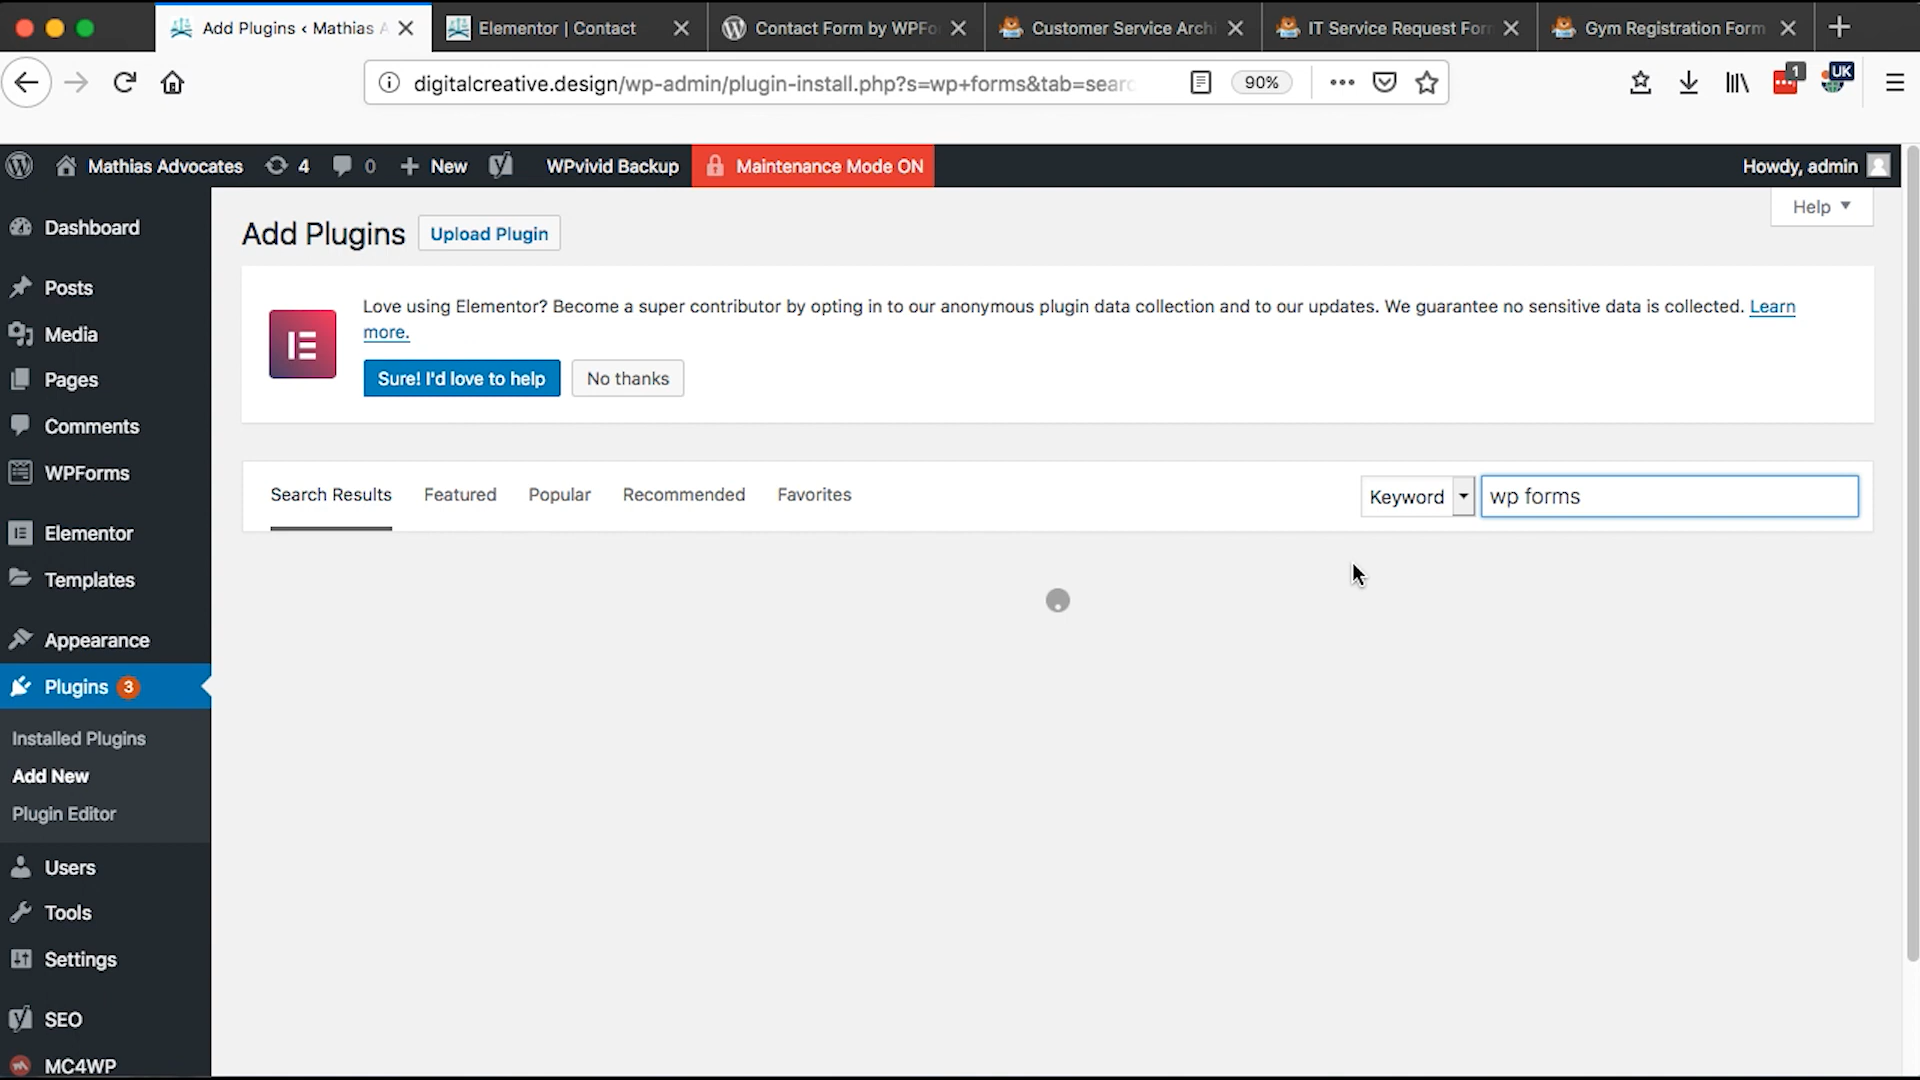 Add Plugins ‹ Mathias A
Elementor | Contact
Contact Form by WPFo
Customer Service Archi
IT Service Request For
Gym Registration Form
digitalcreative.design/wp-admin/plugin-install.php?s=wp+forms&tab=searc
90%
1
UK
Mathias Advocates
4
0
New
WPvivid Backup
Maintenance Mode ON
Howdy, admin
Help
Add Plugins
Upload Plugin
Love using Elementor? Become a super contributor by opting in to our anonymous plugin data collection and to our updates. We guarantee no sensitive data is collected. Learn
more.
Sure! I'd love to help
No thanks
Search Results
Featured
Popular
Recommended
Favorites
Keyword
wp forms
Dashboard
Posts
Media
Pages
Comments
WPForms
Elementor
Templates
Appearance
Plugins 3
Installed Plugins
Add New
Plugin Editor
Users
Tools
Settings
SEO
MC4WP